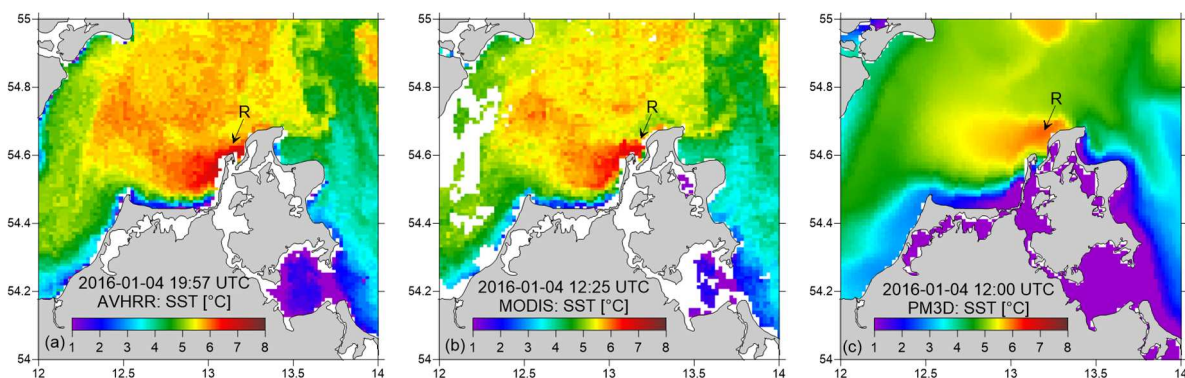 55
54.8
54.6
54.4
54.2
54
R
2016-01-04 19:57 UTC
AVHRR: SST [°C]
1 2 3 4 5 6 7 8
(a)
12 12.5 13 13.5 14
55
54.8
54.6
54.4
54.2
54
R
2016-01-04 12:25 UTC
MODIS: SST [°C]
1 2 3 4 5 6 7 8
(b)
12 12.5 13 13.5 14
55
54.8
54.6
54.4
54.2
54
R
2016-01-04 12:00 UTC
PM3D: SST [°C]
1 2 3 4 5 6 7 8
(c)
12 12.5 13 13.5 14